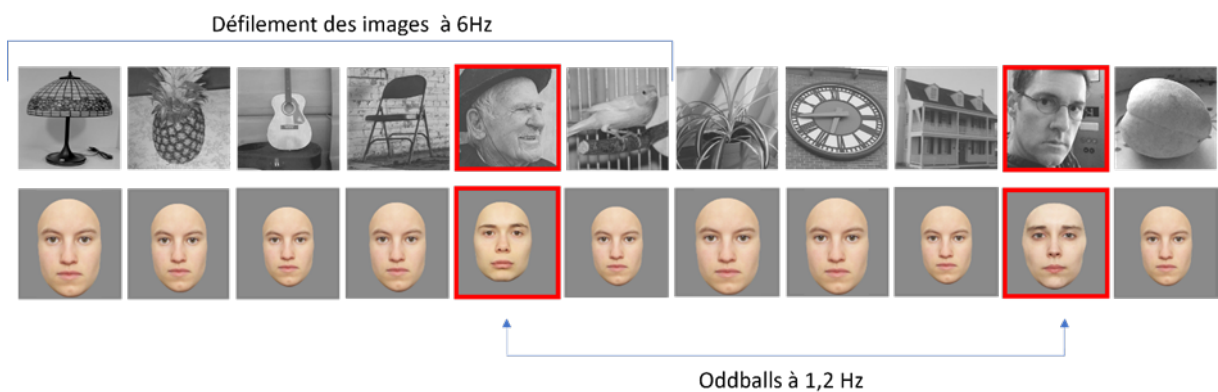 Défilement des images à 6Hz
Oddballs à 1,2 Hz